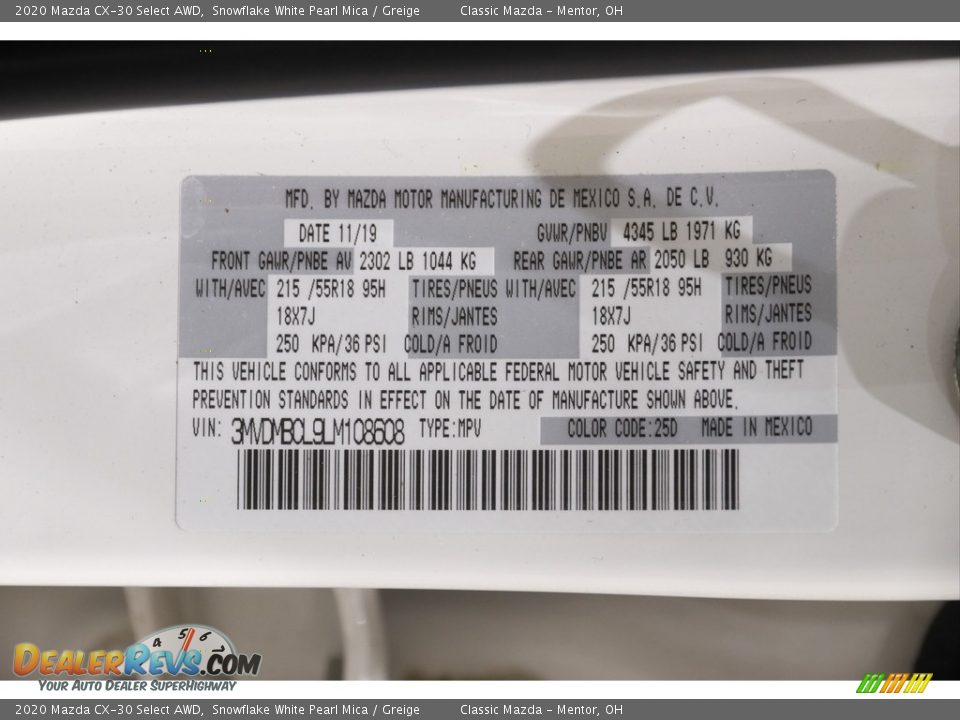 2020 Mazda CX-30 Select AWD, Snowflake White Pearl Mica / Greige Classic Mazda - Mentor, OH
MFD. BY MAZDA MOTOR MANUFACTURING DE MEXICO S.A. DE C.V.
DATE 11/19 GVWR/PNBV 4345 LB 1971 KG
FRONT GAWR/PNBE AV 2302 LB 1044 KG REAR GAWR/PNBE AR 2050 LB 930 KG
WITH/AVEC 215 /55R18 95H TIRES/PNEUS WITH/AVEC 215 /55R18 95H TIRES/PNEUS
18X7J RIMS/JANTES 18X7J RIMS/JANTES
250 KPA/36 PSI COLD/A FROID 250 KPA/36 PSI COLD/A FROID
THIS VEHICLE CONFORMS TO ALL APPLICABLE FEDERAL MOTOR VEHICLE SAFETY AND THEFT
PREVENTION STANDARDS IN EFFECT ON THE DATE OF MANUFACTURE SHOWN ABOVE.
VIN: 3MVDMBCL9LM108608 TYPE:MPV COLOR CODE:25D MADE IN MEXICO
4 5 6 7
DEALERREVS.COM
YOUR AUTO DEALER SUPERHIGHWAY
2020 Mazda CX-30 Select AWD, Snowflake White Pearl Mica / Greige Classic Mazda - Mentor, OH